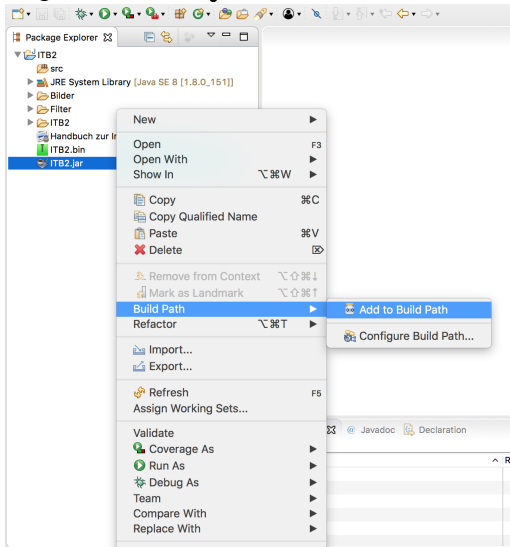 Package Explorer
ITB2
src
JRE System Library [Java SE 8 [1.8.0_151]]
Bilder
Filter
ITB2
Handbuch zur
ITB2.bin
ITB2.jar
New
Open F3
Open With
Show In ⌥⌘W
Copy ⌘C
Copy Qualified Name
Paste ⌘V
Delete ⌦
Remove from Context ⌥⇧⌘↓
Mark as Landmark ⌥⇧⌘↑
Build Path
Refactor ⌥⌘T
Import...
Export...
Refresh F5
Assign Working Sets...
Validate
Coverage As
Run As
Debug As
Team
Compare With
Replace With
Add to Build Path
Configure Build Path...
@ Javadoc Declaration
R